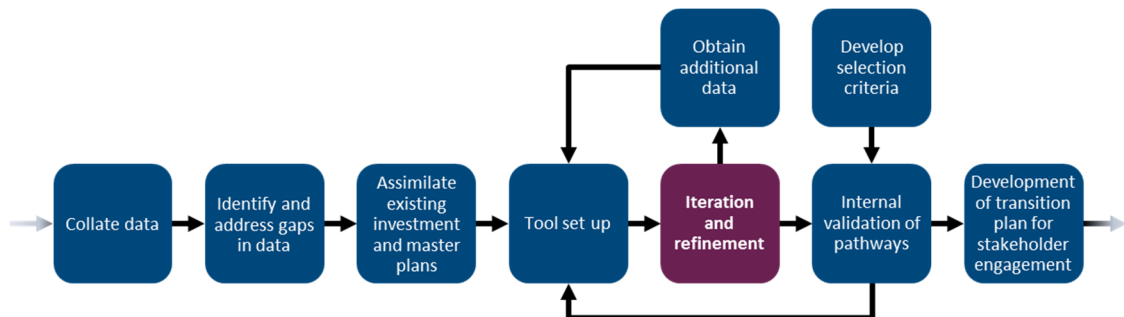 Obtain
additional
data
Develop
selection
criteria
Collate data
Identify and
address gaps
in data
Assimilate
existing
investment
and master
plans
Tool set up
Iteration
and
refinement
Internal
validation of
pathways
Development
of transition
plan for
stakeholder
engagement